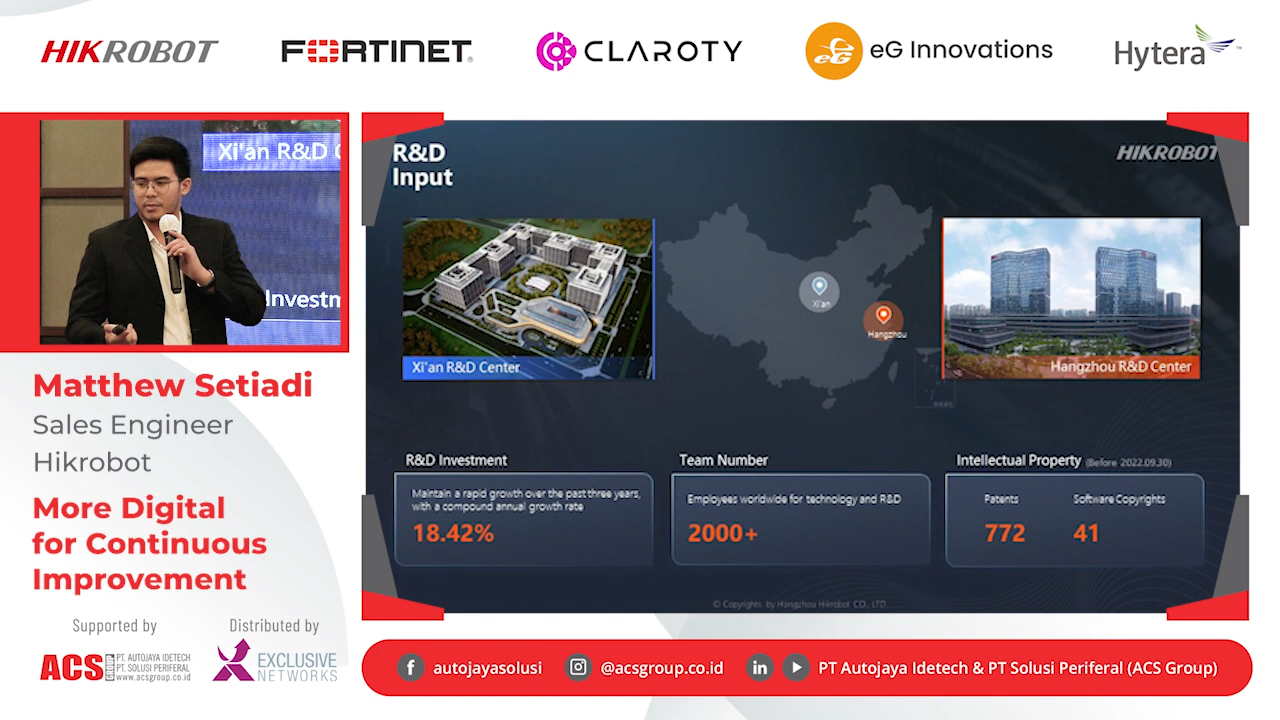 HIKROBOT
FORTINET
CLAROTY
eG eG Innovations
Hytera
Xi'an R&D C
Investm
Matthew Setiadi
Sales Engineer
Hikrobot
More Digital
for Continuous
Improvement
Supported by
ACS PT. AUTOJAYA IDETECH
PT. SOLUSI PERIFERAL
www.acsgroup.co.id
Distributed by
EXCLUSIVE
NETWORKS
R&D
Input
HIKROBOT
Xi'an
Hangzhou
Xi'an R&D Center
Hangzhou R&D Center
R&D Investment
Maintain a rapid growth over the past three years,
with a compound annual growth rate
18.42%
Team Number
Employees worldwide for technology and R&D
2000+
Intellectual Property (Before 2022.09.30)
Patents Software Copyrights
772 41
© Copyrights by Hangzhou Hikrobot CO., LTD.
autojayasolusi @acsgroup.co.id in PT Autojaya Idetech & PT Solusi Periferal (ACS Group)